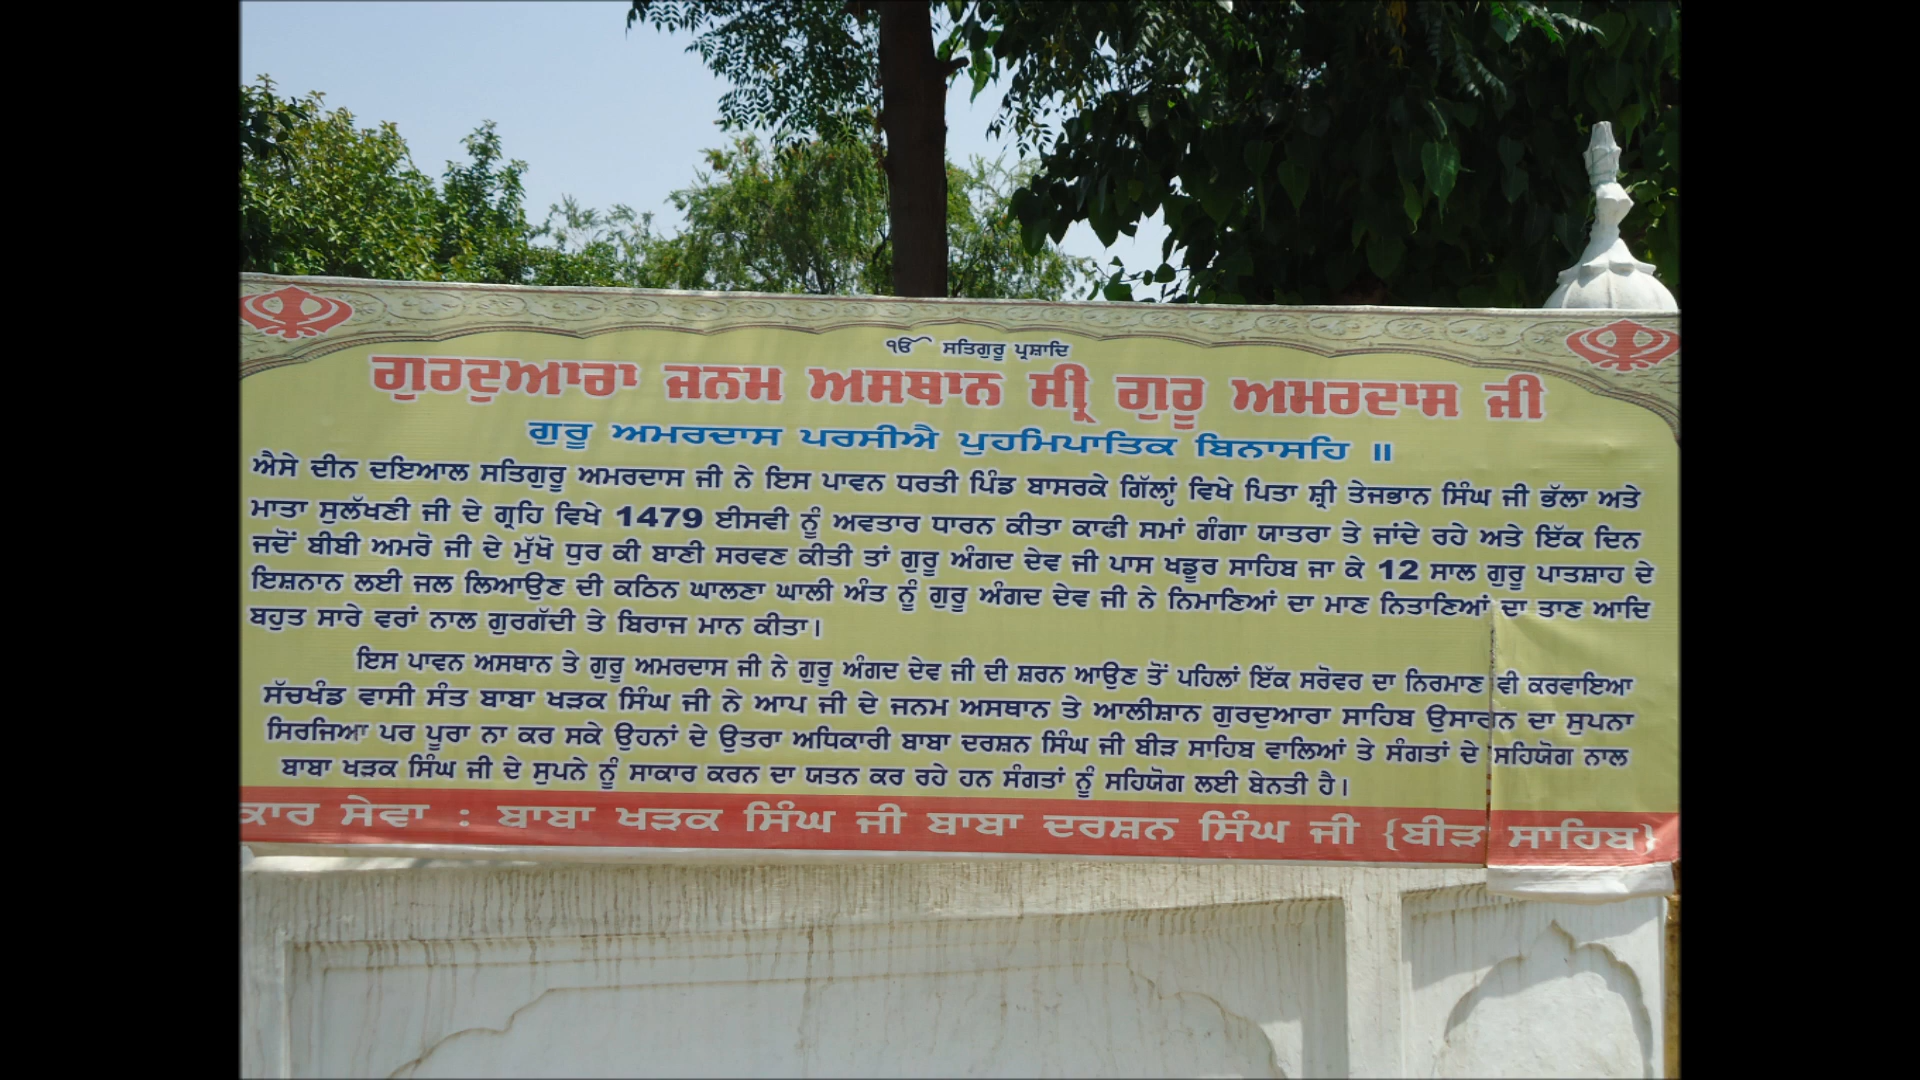 ੴ ਸਤਿਗੁਰੂ ਪ੍ਰਸ਼ਾਦਿ
ਗੁਰਦੁਆਰਾ ਜਨਮ ਅਸਥਾਨ ਸ੍ਰੀ ਗੁਰੂ ਅਮਰਦਾਸ ਜੀ
ਗੁਰੂ ਅਮਰਦਾਸ ਪਰਸੀਐ ਪੁਹਮਿਪਾਤਿਕ ਬਿਨਾਸਹਿ ॥
ਐਸੇ ਦੀਨ ਦਇਆਲ ਸਤਿਗੁਰੂ ਅਮਰਦਾਸ ਜੀ ਨੇ ਇਸ ਪਾਵਨ ਧਰਤੀ ਪਿੰਡ ਬਾਸਰਕੇ ਗਿੱਲ੍ਹਾਂ ਵਿਖੇ ਪਿਤਾ ਸ਼੍ਰੀ ਤੇਜਭਾਨ ਸਿੰਘ ਜੀ ਭੱਲਾ ਅਤੇ
ਮਾਤਾ ਸੁਲੱਖਣੀ ਜੀ ਦੇ ਗ੍ਰਹਿ ਵਿਖੇ 1479 ਈਸਵੀ ਨੂੰ ਅਵਤਾਰ ਧਾਰਨ ਕੀਤਾ ਕਾਫੀ ਸਮਾਂ ਗੰਗਾ ਯਾਤਰਾ ਤੇ ਜਾਂਦੇ ਰਹੇ ਅਤੇ ਇੱਕ ਦਿਨ
ਜਦੋਂ ਬੀਬੀ ਅਮਰੋ ਜੀ ਦੇ ਮੁੱਖੋ ਧੁਰ ਕੀ ਬਾਣੀ ਸਰਵਣ ਕੀਤੀ ਤਾਂ ਗੁਰੂ ਅੰਗਦ ਦੇਵ ਜੀ ਪਾਸ ਖਡੂਰ ਸਾਹਿਬ ਜਾ ਕੇ 12 ਸਾਲ ਗੁਰੂ ਪਾਤਸ਼ਾਹ ਦੇ
ਇਸ਼ਨਾਨ ਲਈ ਜਲ ਲਿਆਉਣ ਦੀ ਕਠਿਨ ਘਾਲਣਾ ਘਾਲੀ ਅੰਤ ਨੂੰ ਗੁਰੂ ਅੰਗਦ ਦੇਵ ਜੀ ਨੇ ਨਿਮਾਣਿਆਂ ਦਾ ਮਾਣ ਨਿਤਾਣਿਆਂ ਦਾ ਤਾਣ ਆਦਿ
ਬਹੁਤ ਸਾਰੇ ਵਰਾਂ ਨਾਲ ਗੁਰਗੱਦੀ ਤੇ ਬਿਰਾਜ ਮਾਨ ਕੀਤਾ।
ਇਸ ਪਾਵਨ ਅਸਥਾਨ ਤੇ ਗੁਰੂ ਅਮਰਦਾਸ ਜੀ ਨੇ ਗੁਰੂ ਅੰਗਦ ਦੇਵ ਜੀ ਦੀ ਸ਼ਰਨ ਆਉਣ ਤੋਂ ਪਹਿਲਾਂ ਇੱਕ ਸਰੋਵਰ ਦਾ ਨਿਰਮਾਣ ਵੀ ਕਰਵਾਇਆ
ਸੱਚਖੰਡ ਵਾਸੀ ਸੰਤ ਬਾਬਾ ਖੜਕ ਸਿੰਘ ਜੀ ਨੇ ਆਪ ਜੀ ਦੇ ਜਨਮ ਅਸਥਾਨ ਤੇ ਆਲੀਸ਼ਾਨ ਗੁਰਦੁਆਰਾ ਸਾਹਿਬ ਉਸਾਰਨ ਦਾ ਸੁਪਨਾ
ਸਿਰਜਿਆ ਪਰ ਪੂਰਾ ਨਾ ਕਰ ਸਕੇ ਉਹਨਾਂ ਦੇ ਉਤਰਾ ਅਧਿਕਾਰੀ ਬਾਬਾ ਦਰਸ਼ਨ ਸਿੰਘ ਜੀ ਬੀੜ ਸਾਹਿਬ ਵਾਲਿਆਂ ਤੇ ਸੰਗਤਾਂ ਦੇ ਸਹਿਯੋਗ ਨਾਲ
ਬਾਬਾ ਖੜਕ ਸਿੰਘ ਜੀ ਦੇ ਸੁਪਨੇ ਨੂੰ ਸਾਕਾਰ ਕਰਨ ਦਾ ਯਤਨ ਕਰ ਰਹੇ ਹਨ ਸੰਗਤਾਂ ਨੂੰ ਸਹਿਯੋਗ ਲਈ ਬੇਨਤੀ ਹੈ।
ਕਾਰ ਸੇਵਾ : ਬਾਬਾ ਖੜਕ ਸਿੰਘ ਜੀ ਬਾਬਾ ਦਰਸ਼ਨ ਸਿੰਘ ਜੀ {ਬੀੜ ਸਾਹਿਬ}